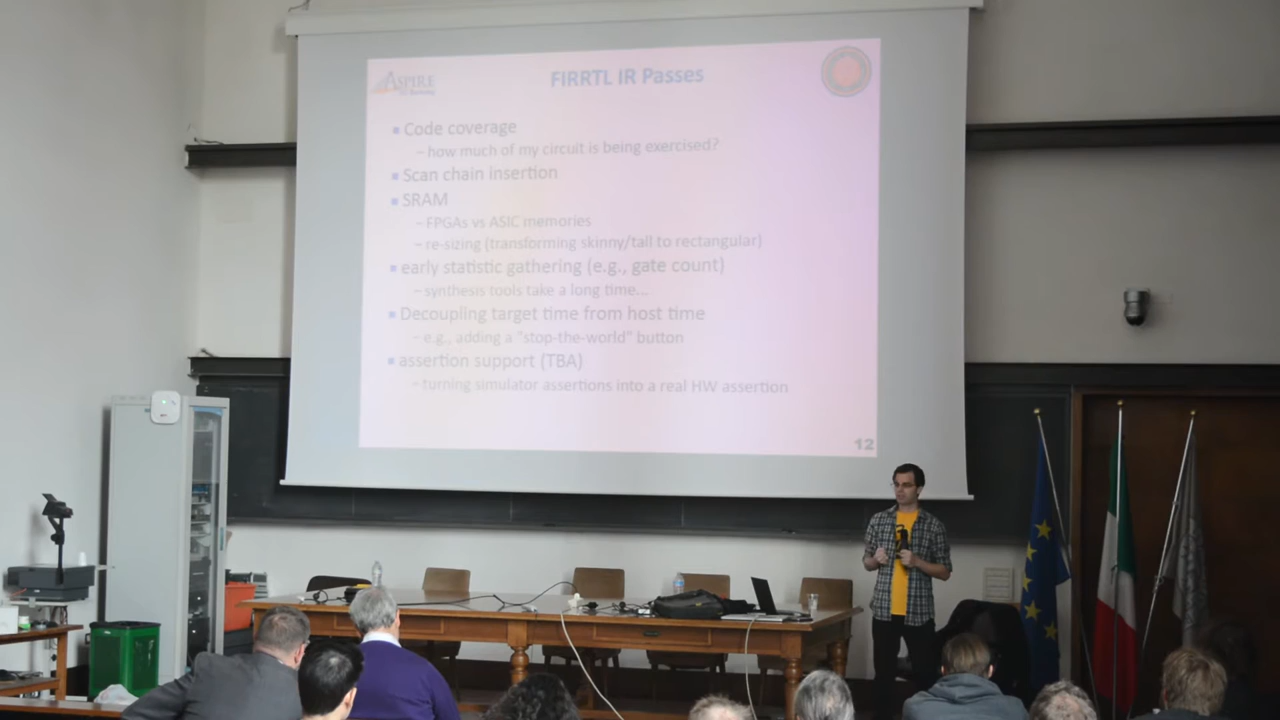 ASPIRE
FIRRTL IR Passes
▪ Code coverage
– how much of my circuit is being exercised?
▪ Scan chain insertion
▪ SRAM
– FPGAs vs ASIC memories
– re-sizing (transforming skinny/tall to rectangular)
▪ early statistic gathering (e.g., gate count)
– synthesis tools take a long time...
▪ Decoupling target time from host time
– e.g., adding a "stop-the-world" button
▪ assertion support (TBA)
– turning simulator assertions into a real HW assertion
12